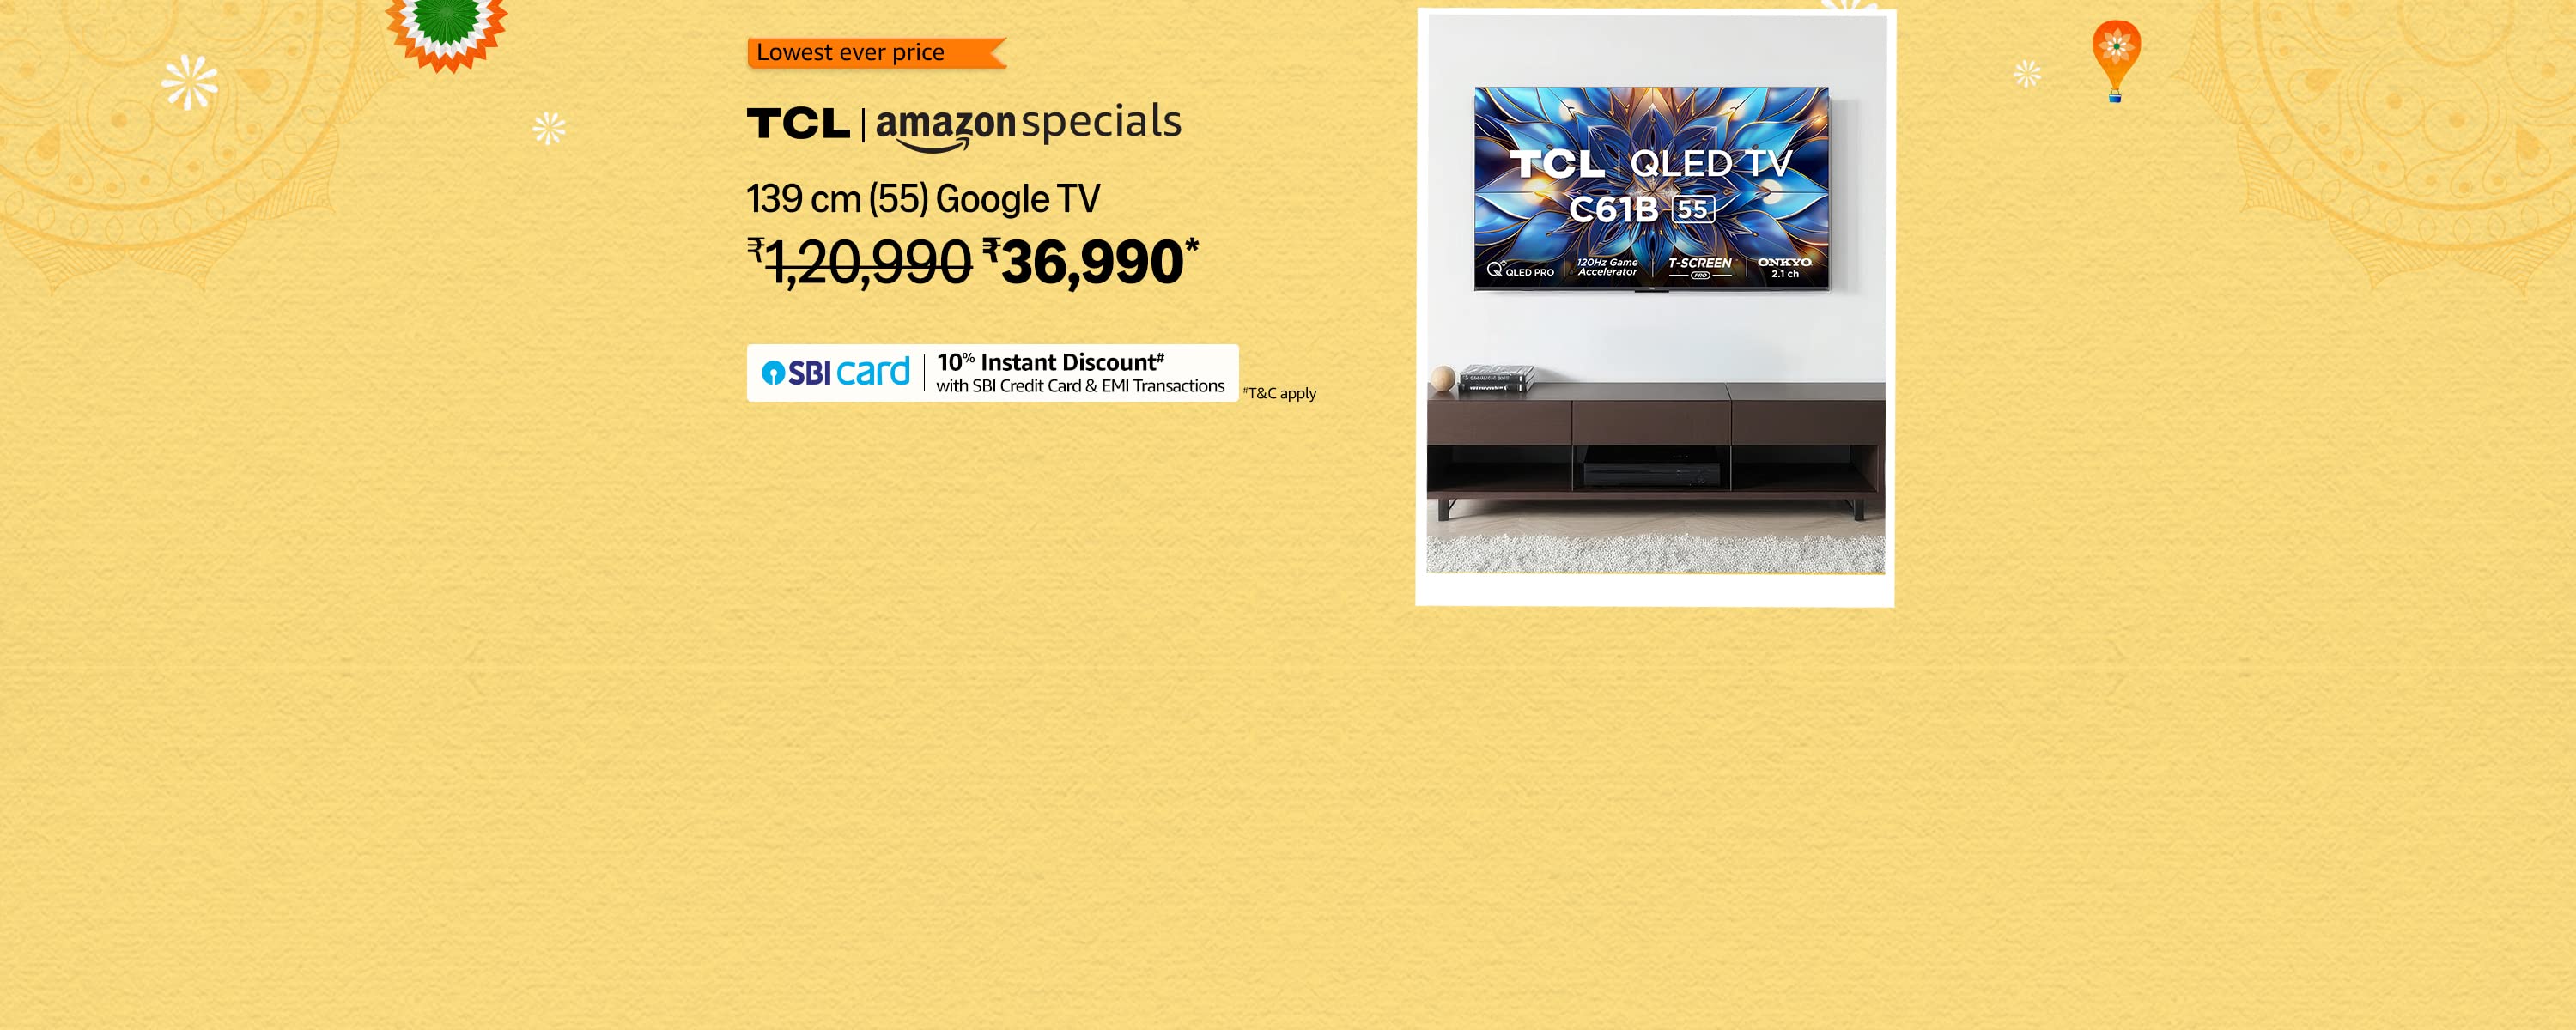 Lowest ever price
TCL | amazon specials
139 cm (55) Google TV
₹1,20,990 ₹36,990*
SBI card
10% Instant Discount#
with SBI Credit Card & EMI Transactions
#T&C apply
TCL | QLED TV
C61B 55
QLED PRO
120Hz Game
Accelerator
T-SCREEN
PRO
ONKYO
2.1 ch